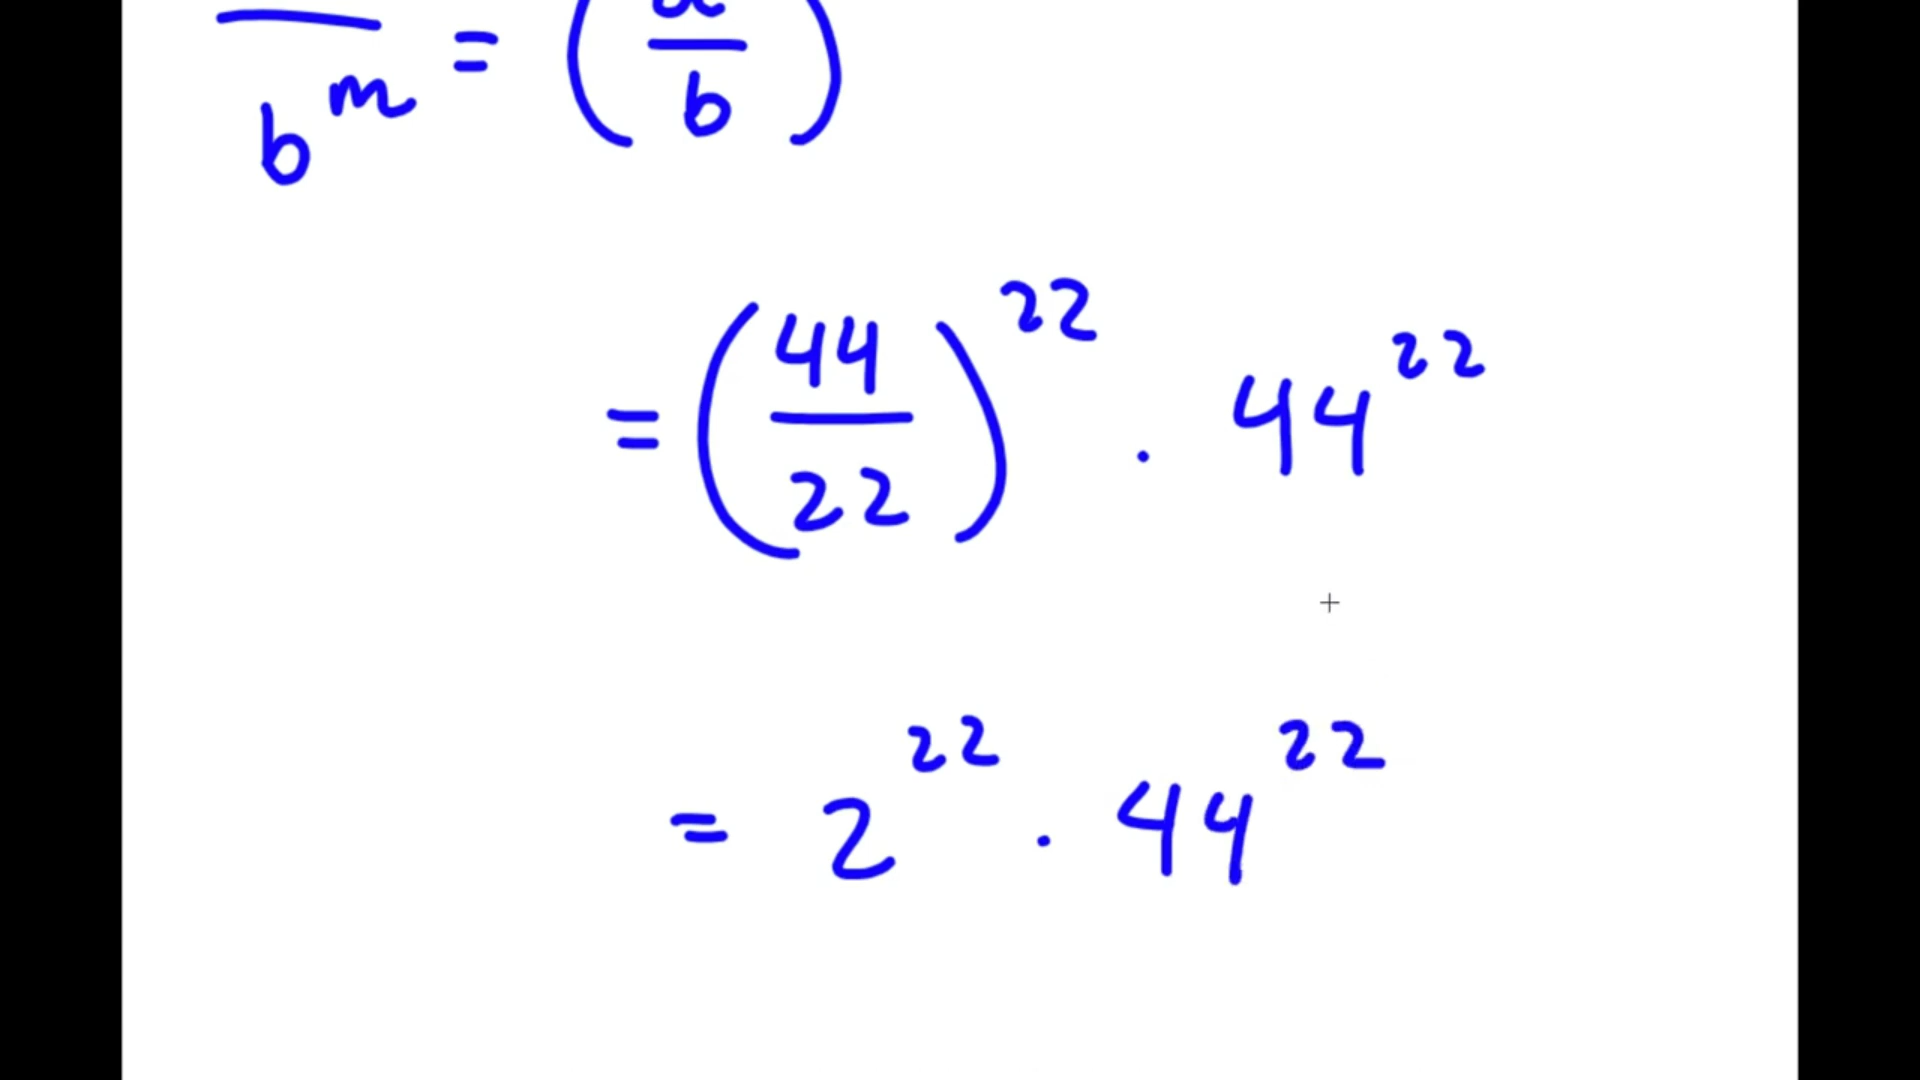 ― / b^m = (a / b)
= (44 / 22)^22 · 44^22
= 2^22 · 44^22